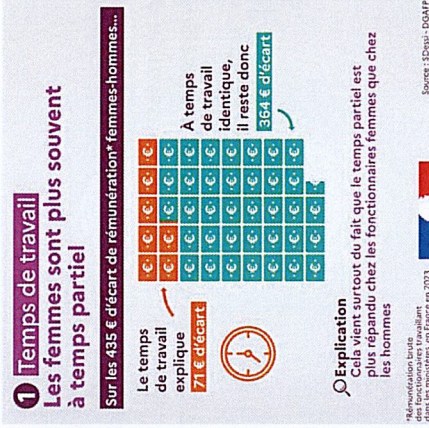 1 Temps de travail
Les femmes sont plus souvent
à temps partiel
Sur les 435 € d'écart de rémunération* femmes-hommes...
Le temps
de travail
explique
71 € d'écart
À temps
de travail
identique,
il reste donc
364 € d'écart
Explication
Cela vient surtout du fait que le temps partiel est
plus répandu chez les fonctionnaires femmes que chez
les hommes
*Rémunération brute
des fonctionnaires travaillant
dans les ministères, en France en 2023
Source : SDessi - DGAFP